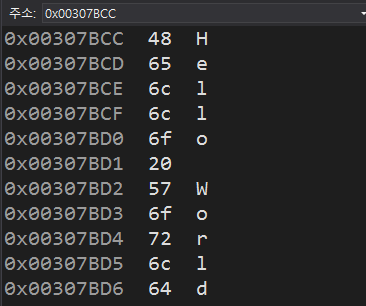 주소: 0x00307BCC
0x00307BCC 48 H
0x00307BCD 65 e
0x00307BCE 6c l
0x00307BCF 6c l
0x00307BD0 6f o
0x00307BD1 20
0x00307BD2 57 W
0x00307BD3 6f o
0x00307BD4 72 r
0x00307BD5 6c l
0x00307BD6 64 d